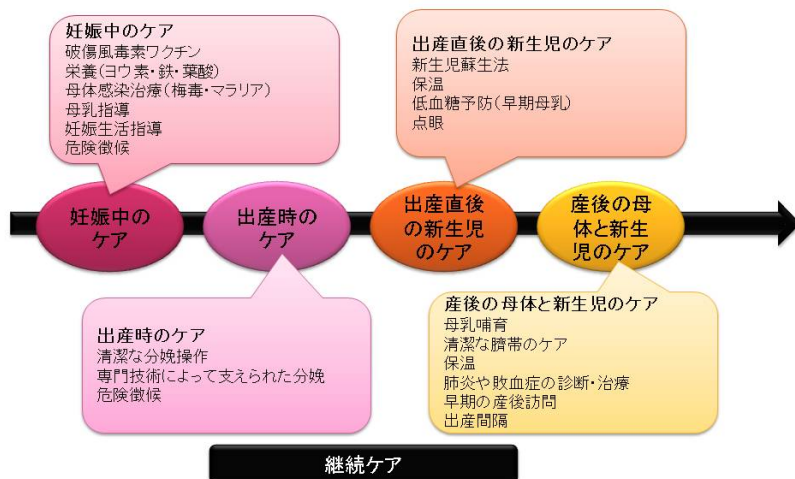 妊娠中のケア
破傷風毒素ワクチン
栄養(ヨウ素・鉄・葉酸)
母体感染治療(梅毒・マラリア)
母乳指導
妊娠生活指導
危険徴候
出産直後の新生児のケア
新生児蘇生法
保温
低血糖予防(早期母乳)
点眼
妊娠中の
ケア
出産時の
ケア
出産直後
の新生児
のケア
産後の母
体と新生
児のケア
出産時のケア
清潔な分娩操作
専門技術によって支えられた分娩
危険徴候
産後の母体と新生児のケア
母乳哺育
清潔な臍帯のケア
保温
肺炎や敗血症の診断・治療
早期の産後訪問
出産間隔
継続ケア